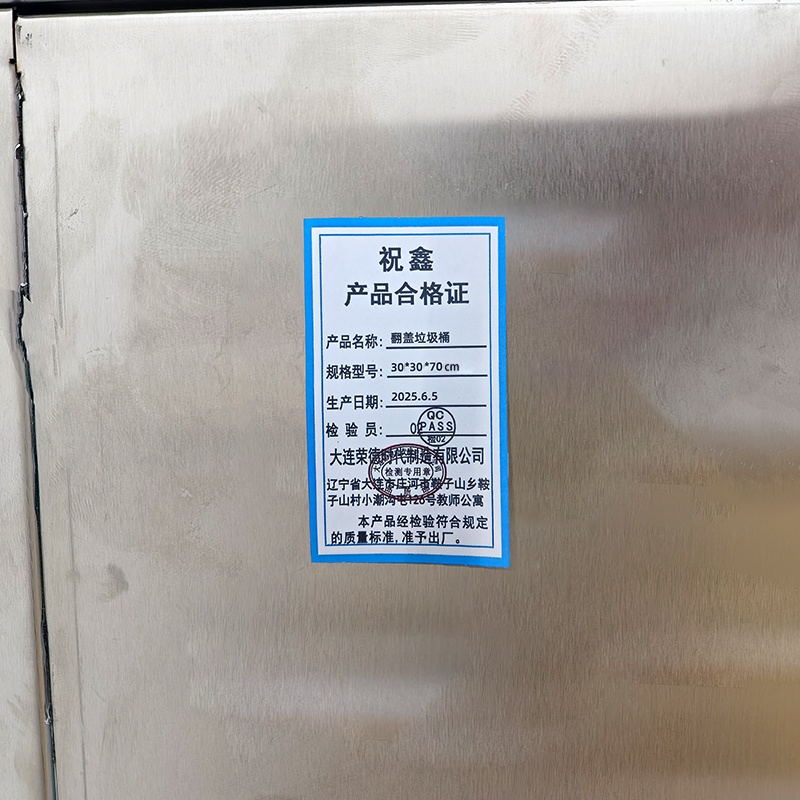 祝鑫
产品合格证
产品名称: 翻盖垃圾桶
规格型号: 30*30*70cm
生产日期: 2025.6.5
检验员: 02
QC
PASS
检02
大连荣德时代制造有限公司
检测专用章
辽宁省大连市庄河市鞍子山乡鞍
子山村小潮沟屯126号教师公寓
本产品经检验符合规定
的质量标准,准予出厂。